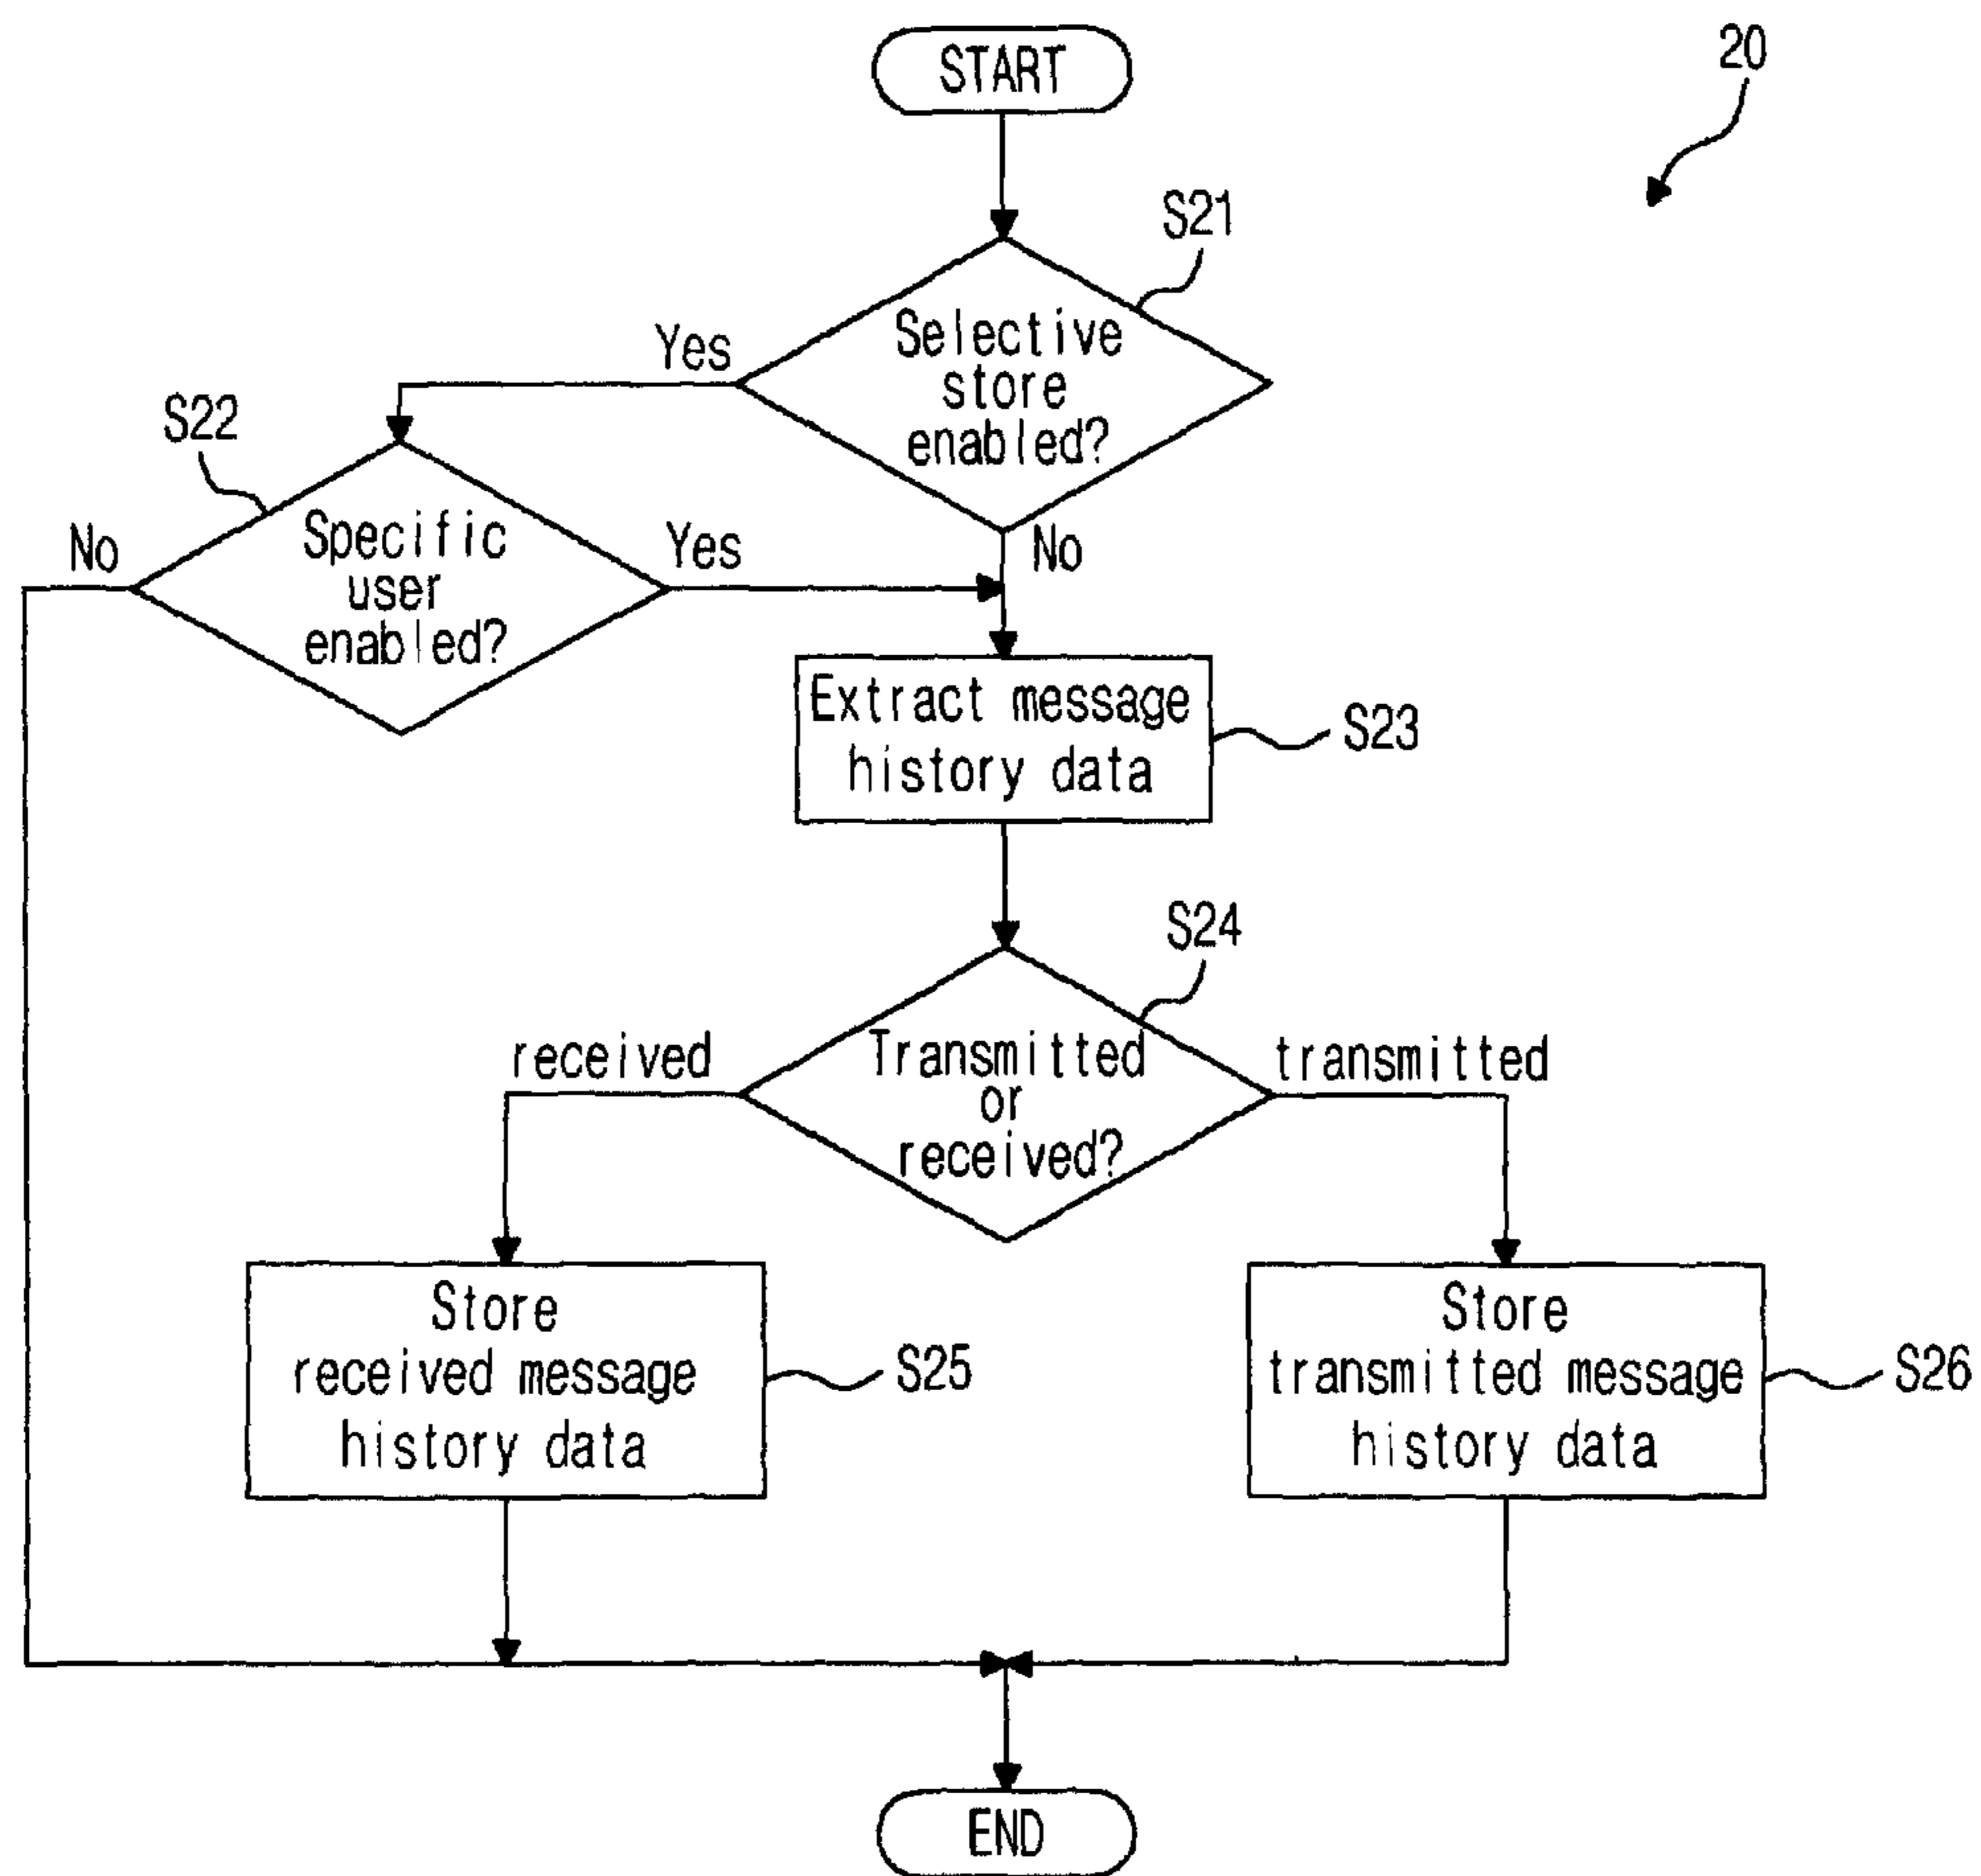 START
20
S21
Selective
store
enabled?
Yes
No
S22
Specific
user
enabled?
No
Yes
Extract message
history data
S23
S24
Transmitted
or
received?
received
transmitted
Store
received message
history data
S25
Store
transmitted message
history data
S26
END